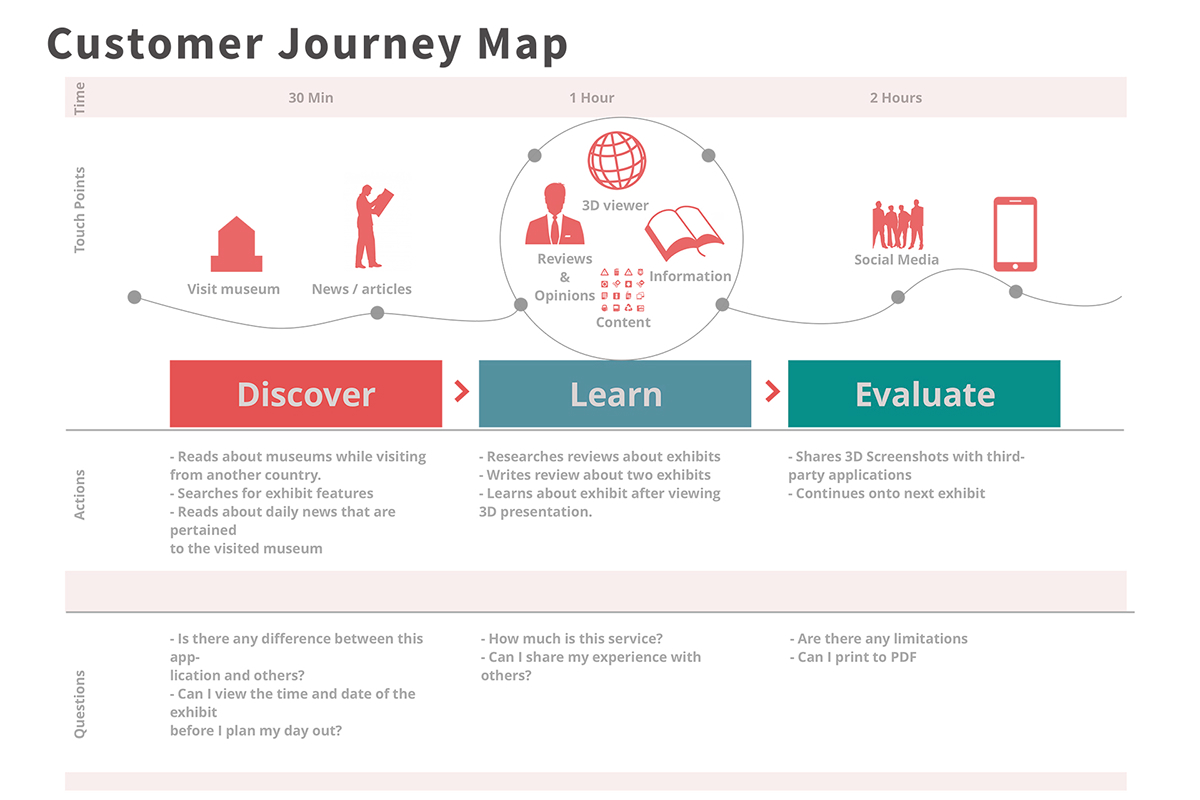 Customer Journey Map
Time
30 Min
1 Hour
2 Hours
Touch Points
Visit museum
News / articles
3D viewer
Reviews
&
Opinions
Information
Content
Social Media
Discover
Learn
Evaluate
Actions
- Reads about museums while visiting
from another country.
- Searches for exhibit features
- Reads about daily news that are
pertained
to the visited museum
- Researches reviews about exhibits
- Writes review about two exhibits
- Learns about exhibit after viewing
3D presentation.
- Shares 3D Screenshots with third-
party applications
- Continues onto next exhibit
Questions
- Is there any difference between this
app-
lication and others?
- Can I view the time and date of the
exhibit
before I plan my day out?
- How much is this service?
- Can I share my experience with
others?
- Are there any limitations
- Can I print to PDF